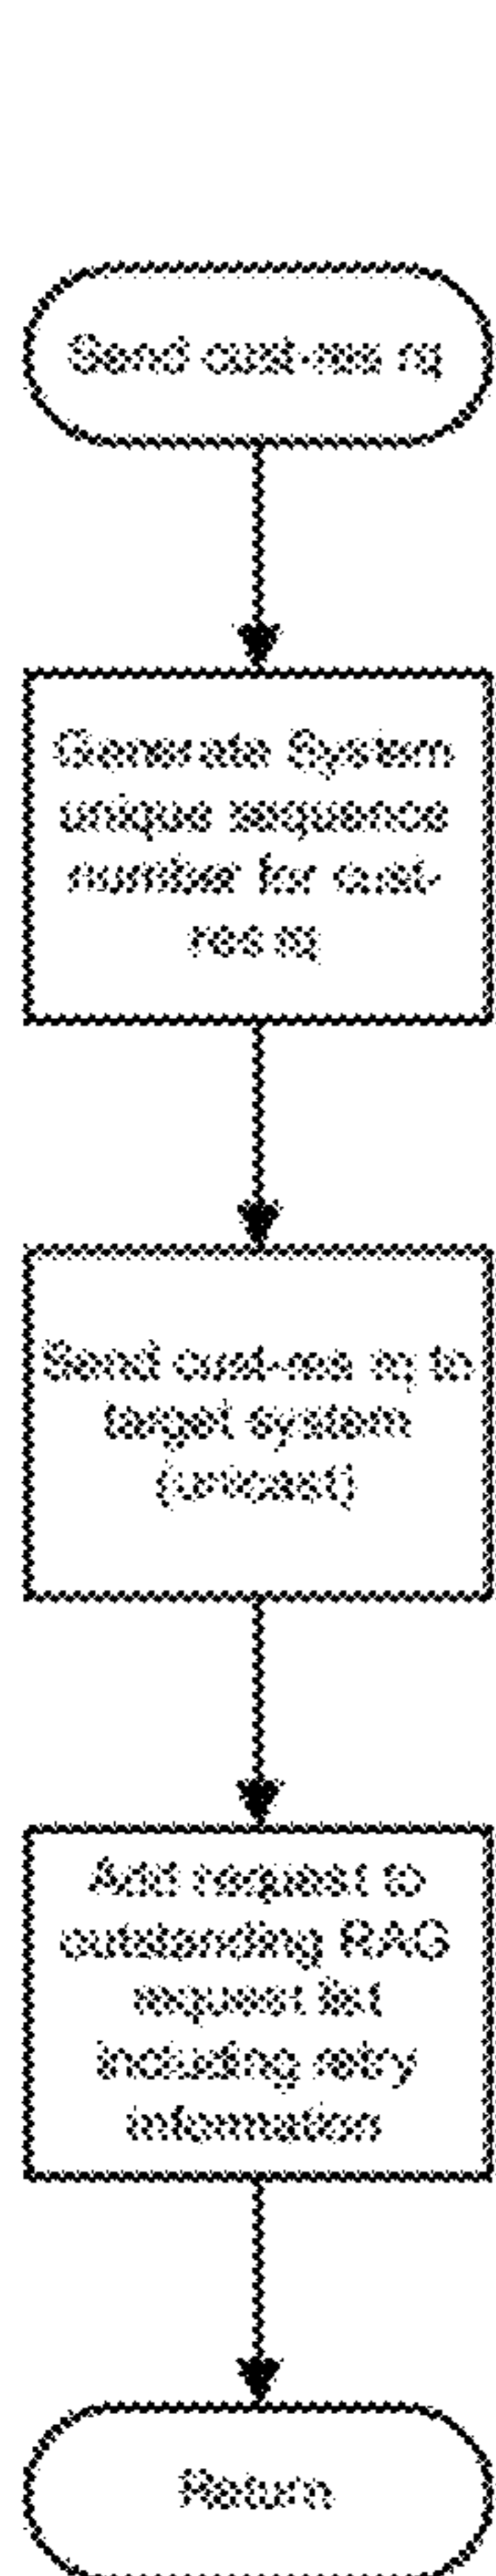 Send cust-res rq
Generate System
unique sequence
number for cust-
res rq
Send cust-res rq to
target system
(unicast)
Add request to
outstanding RAG
request list
including retry
information
Return